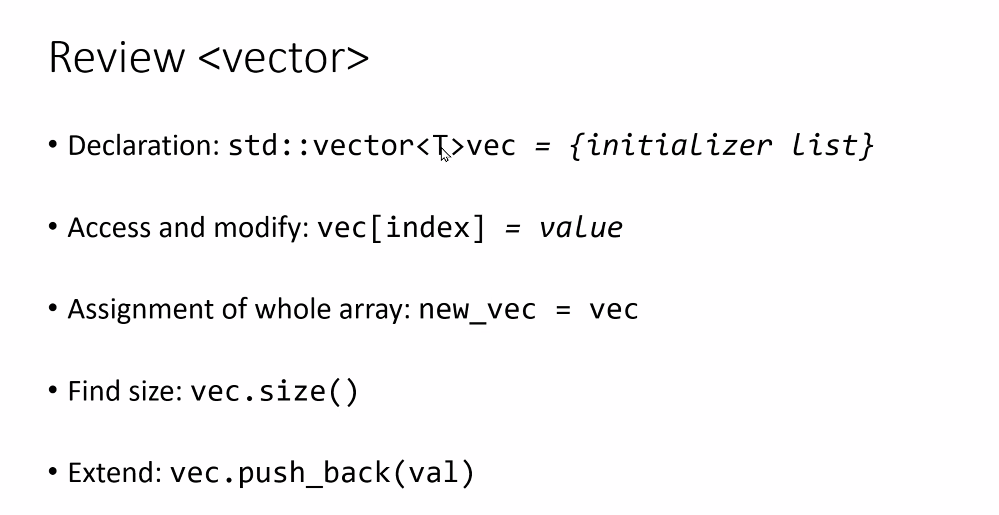 Review <vector>
• Declaration: std::vector<T>vec = {initializer list}
• Access and modify: vec[index] = value
• Assignment of whole array: new_vec = vec
• Find size: vec.size()
• Extend: vec.push_back(val)